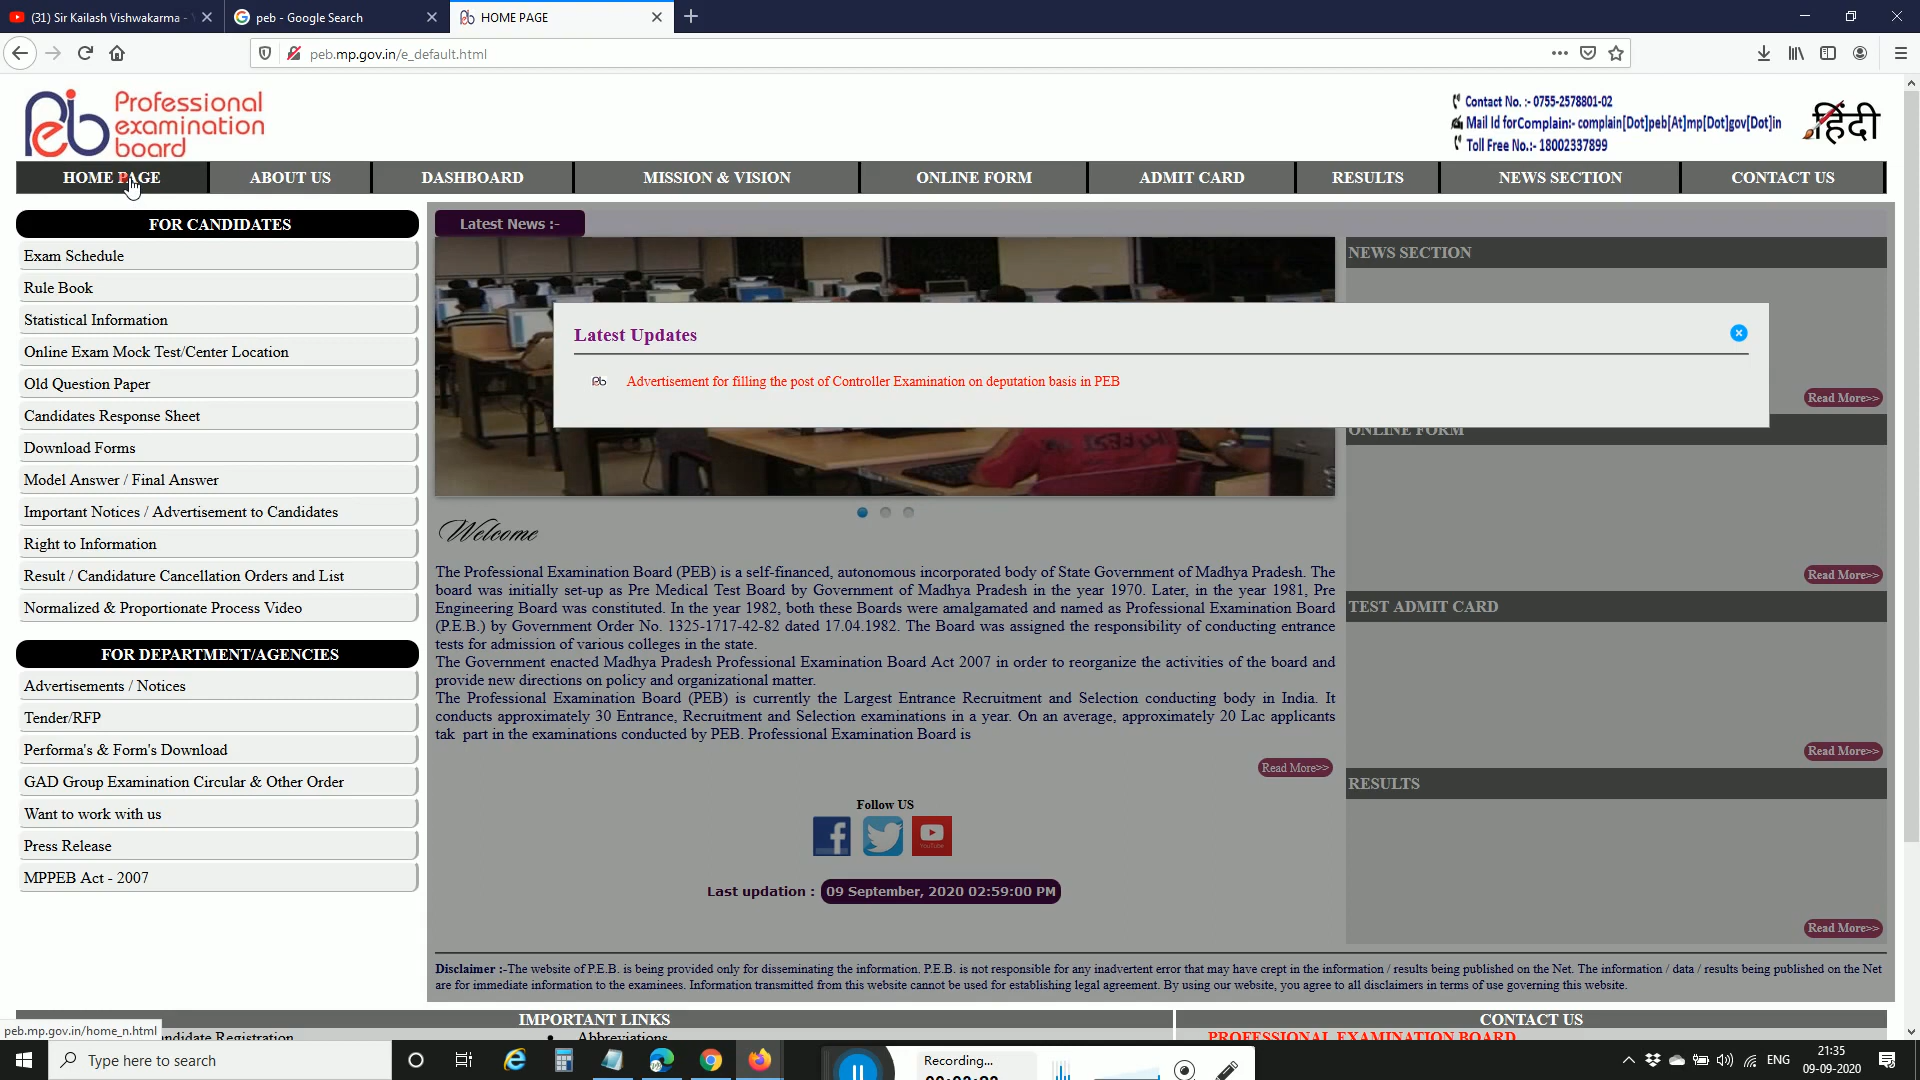 (31) Sir Kailash Vishwakarma -
peb - Google Search
HOME PAGE
peb.mp.gov.in/e_default.html
Professional
examination
board
peb
Contact No. :- 0755-2578801-02
Mail Id forComplain:- complain[Dot]peb[At]mp[Dot]gov[Dot]in
Toll Free No.:- 18002337899
हिंदी
HOME PAGE
ABOUT US
DASHBOARD
MISSION & VISION
ONLINE FORM
ADMIT CARD
RESULTS
NEWS SECTION
CONTACT US
FOR CANDIDATES
Exam Schedule
Rule Book
Statistical Information
Online Exam Mock Test/Center Location
Old Question Paper
Candidates Response Sheet
Download Forms
Model Answer / Final Answer
Important Notices / Advertisement to Candidates
Right to Information
Result / Candidature Cancellation Orders and List
Normalized & Proportionate Process Video
FOR DEPARTMENT/AGENCIES
Advertisements / Notices
Tender/RFP
Performa's & Form's Download
GAD Group Examination Circular & Other Order
Want to work with us
Press Release
MPPEB Act - 2007
Latest News :-
Latest Updates
Advertisement for filling the post of Controller Examination on deputation basis in PEB
Welcome
The Professional Examination Board (PEB) is a self-financed, autonomous incorporated body of State Government of Madhya Pradesh. The
board was initially set-up as Pre Medical Test Board by Government of Madhya Pradesh in the year 1970. Later, in the year 1981, Pre
Engineering Board was constituted. In the year 1982, both these Boards were amalgamated and named as Professional Examination Board
(P.E.B.) by Government Order No. 1325-1717-42-82 dated 17.04.1982. The Board was assigned the responsibility of conducting entrance
tests for admission of various colleges in the state.
The Government enacted Madhya Pradesh Professional Examination Board Act 2007 in order to reorganize the activities of the board and
provide new directions on policy and organizational matter.
The Professional Examination Board (PEB) is currently the Largest Entrance Recruitment and Selection conducting body in India. It
conducts approximately 30 Entrance, Recruitment and Selection examinations in a year. On an average, approximately 20 Lac applicants
tak part in the examinations conducted by PEB. Professional Examination Board is
Read More>>
Follow US
YouTube
Last updation : 09 September, 2020 02:59:00 PM
NEWS SECTION
Read More>>
ONLINE FORM
Read More>>
TEST ADMIT CARD
Read More>>
RESULTS
Read More>>
Disclaimer :-The website of P.E.B. is being provided only for disseminating the information. P.E.B. is not responsible for any inadvertent error that may have crept in the information / results being published on the Net. The information / data / results being published on the Net
are for immediate information to the examinees. Information transmitted from this website cannot be used for establishing legal agreement. By using our website, you agree to all disclaimers in terms of use governing this website.
IMPORTANT LINKS
CONTACT US
peb.mp.gov.in/home_n.html
Registration
Abbreviations
PROFESSIONAL EXAMINATION BOARD
Type here to search
Recording...
ENG
21:35
09-09-2020